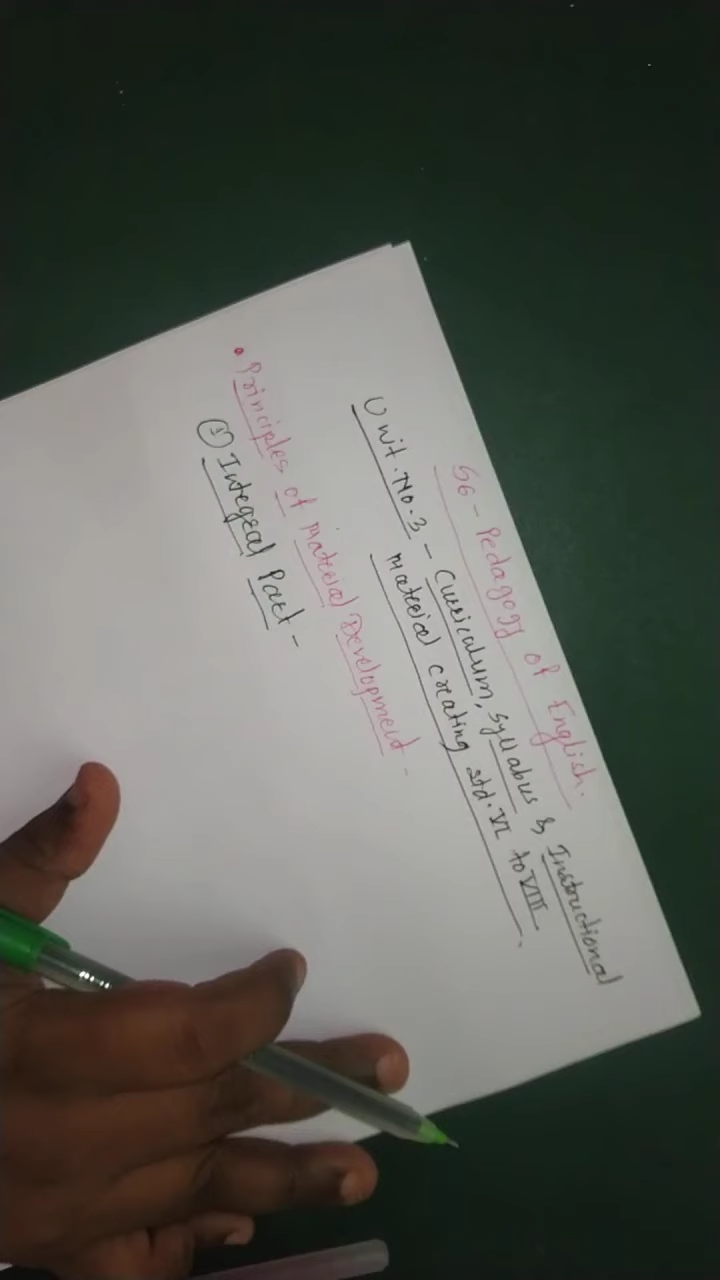 S6 - Pedagogy of English.
Unit. No. 3 - Curriculum, Syllabus & Instructional
Material creating std. VI to VIII.
• Principles of Material Development -
① Integral Part -